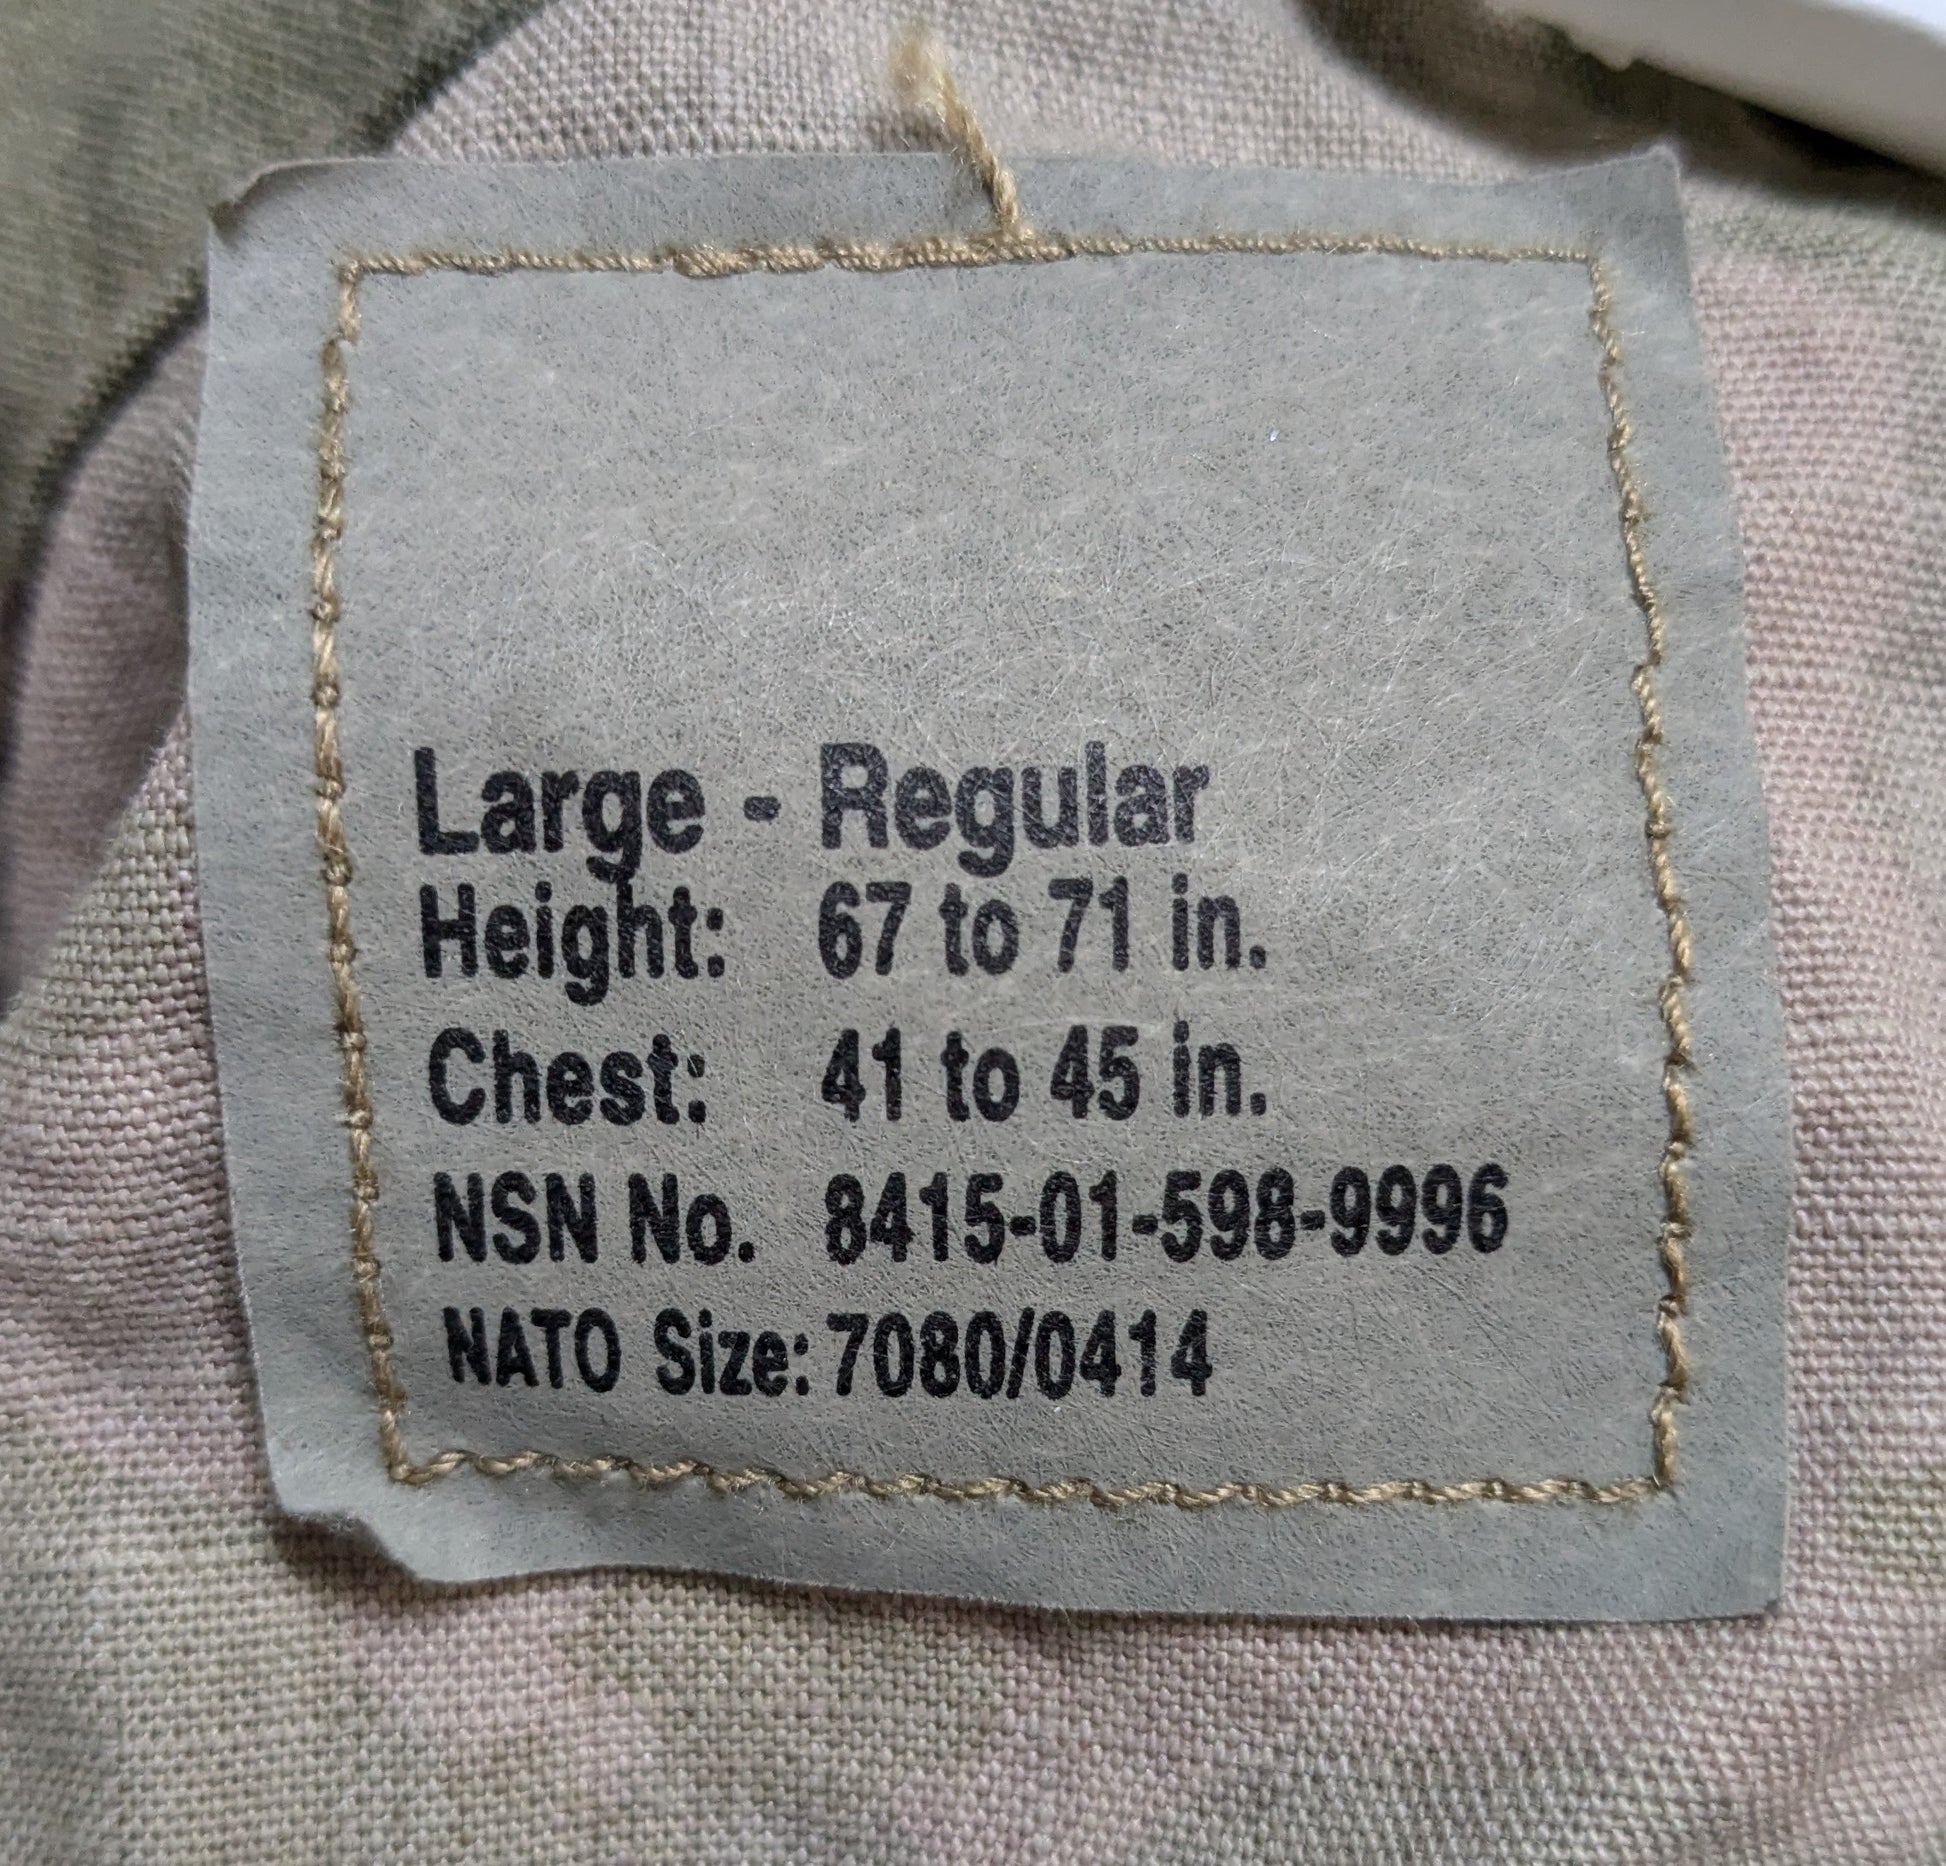 Large - Regular
Height: 67 to 71 in.
Chest: 41 to 45 in.
NSN No. 8415-01-598-9996
NATO Size: 7080/0414